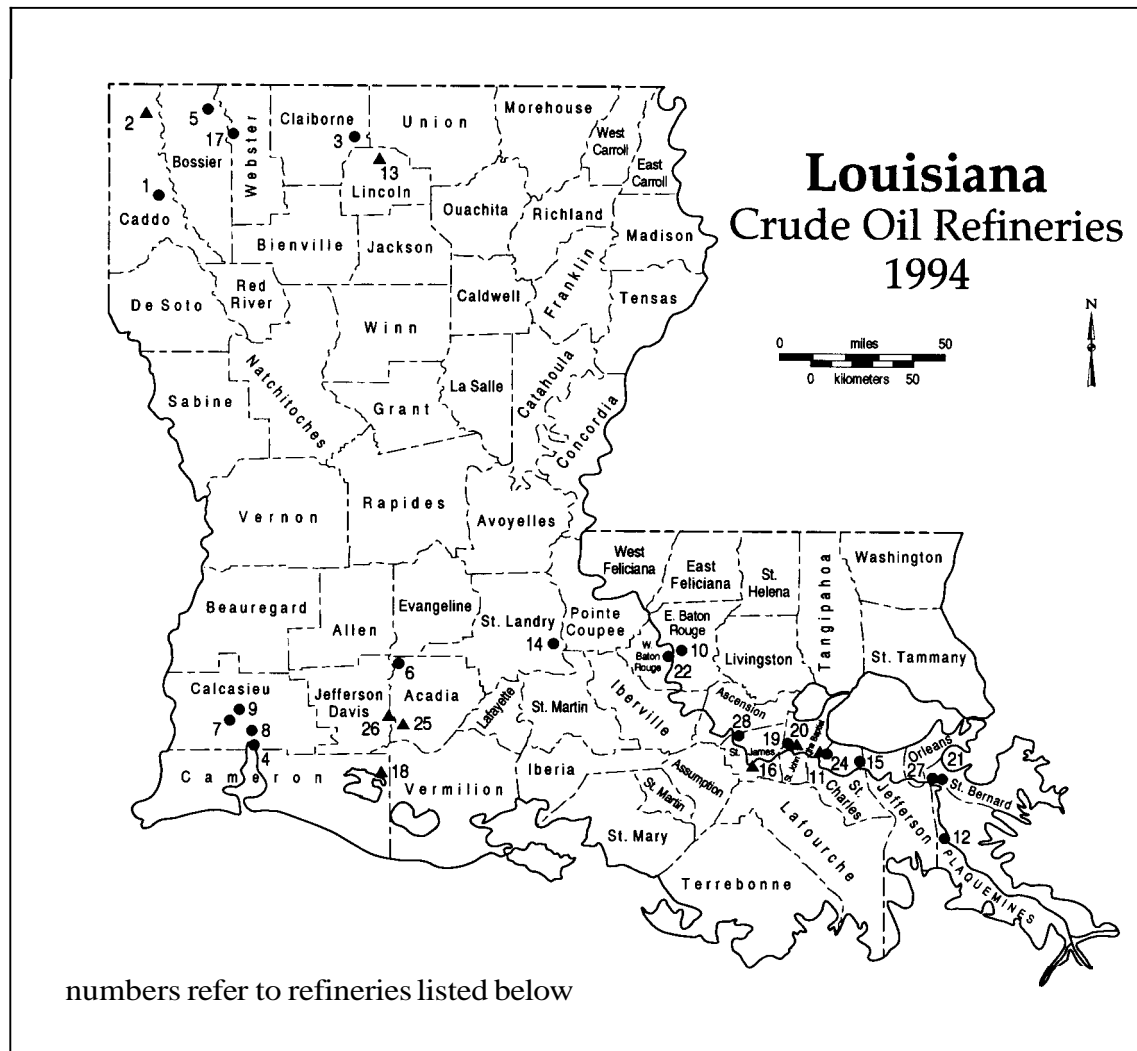 Louisiana
Crude Oil Refineries
1994
N
0 miles 50
0 kilometers 50
2
5
17
Bossier
Webster
Claiborne
3
Union
Morehouse
West
Carroll
East
Carroll
13
Lincoln
1
Caddo
Ouachita
Richland
Madison
Bienville
Jackson
Franklin
De Soto
Red
River
Caldwell
Tensas
Winn
Natchitoches
La Salle
Catahoula
Sabine
Grant
Concordia
Rapides
Vernon
Avoyelles
West
Feliciana
East
Feliciana
St.
Helena
Tangipahoa
Washington
Beauregard
Allen
Evangeline
St. Landry
14
Pointe
Coupee
E. Baton
Rouge
10
W.
Baton
Rouge
22
Livingston
St. Tammany
6
Calcasieu
9
7
8
4
Jefferson
Davis
26
Acadia
25
Lafayette
St. Martin
Iberville
Ascension
28
St. James
16
19
20
St. John
the Baptist
11
24
15
St.
Charles
Orleans
27
21
St. Bernard
Jefferson
12
PLAQUEMINES
Cameron
18
Vermilion
Iberia
Assumption
St. Martin
St. Mary
Lafourche
Terrebonne
numbers refer to refineries listed below